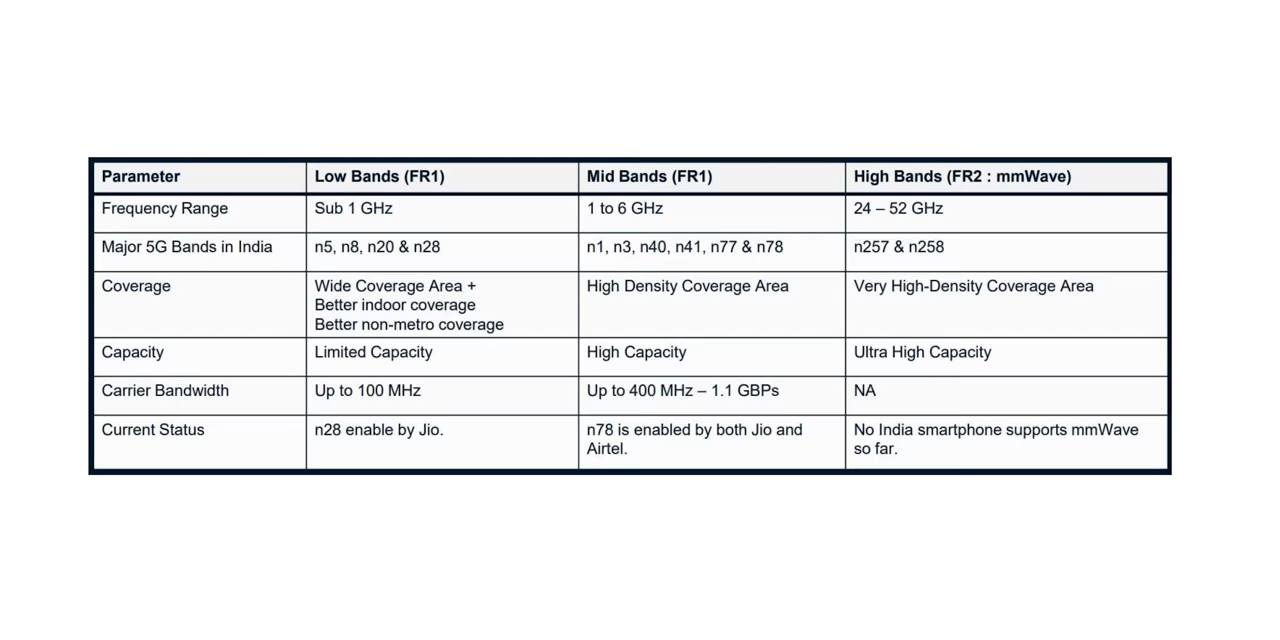 Parameter Low Bands (FR1) Mid Bands (FR1) High Bands (FR2 : mmWave)
Frequency Range Sub 1 GHz 1 to 6 GHz 24 – 52 GHz
Major 5G Bands in India n5, n8, n20 & n28 n1, n3, n40, n41, n77 & n78 n257 & n258
Coverage Wide Coverage Area + High Density Coverage Area Very High-Density Coverage Area
Better indoor coverage
Better non-metro coverage
Capacity Limited Capacity High Capacity Ultra High Capacity
Carrier Bandwidth Up to 100 MHz Up to 400 MHz – 1.1 GBPs NA
Current Status n28 enable by Jio. n78 is enabled by both Jio and No India smartphone supports mmWave
Airtel. so far.